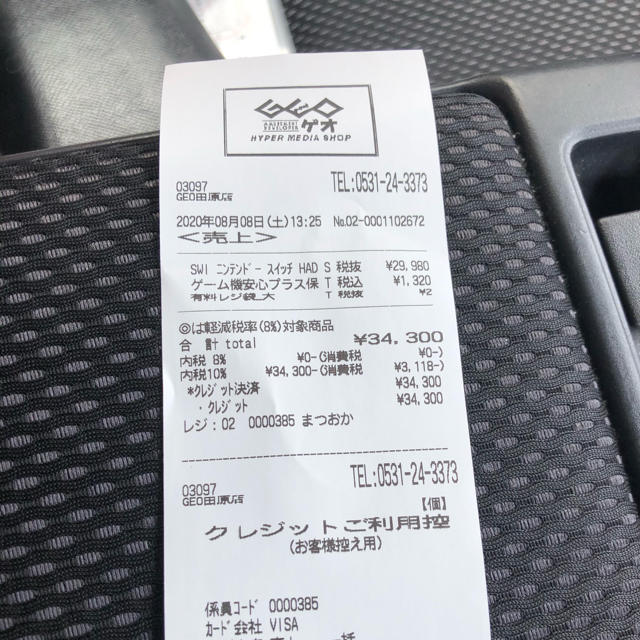 GEO
ゲオ
HYPER MEDIA SHOP
03097 TEL:0531-24-3373
GEO田原店
2020年08月08日(土)13:25 No.02-0001102672
<売上>
SWI ニンテンドースイッチ HAD S 税抜 ¥29,980
ゲーム機安心プラス保 T 税込 ¥1,320
有料レジ袋_大 T 税抜 ¥2
◎は軽減税率(8%)対象商品
合 計 total ¥34,300
内税 8% ¥0-(消費税 ¥0-)
内税10% ¥34,300-(消費税 ¥3,118-)
*クレジット決済 ¥34,300
・クレジット ¥34,300
レジ:02 0000385 まつおか
TEL:0531-24-3373
03097
GEO田原店
【個】
クレジットご利用控
(お客様控え用)
係員コード 0000385
カード会社 VISA